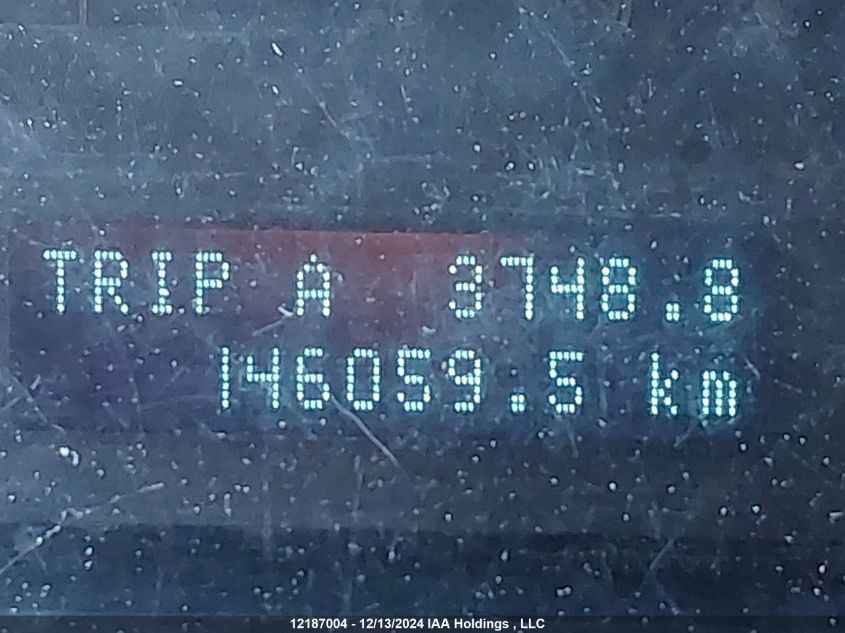 TRIP A 3748.8
146059.5 km
12187004 - 12/13/2024 IAA Holdings , LLC